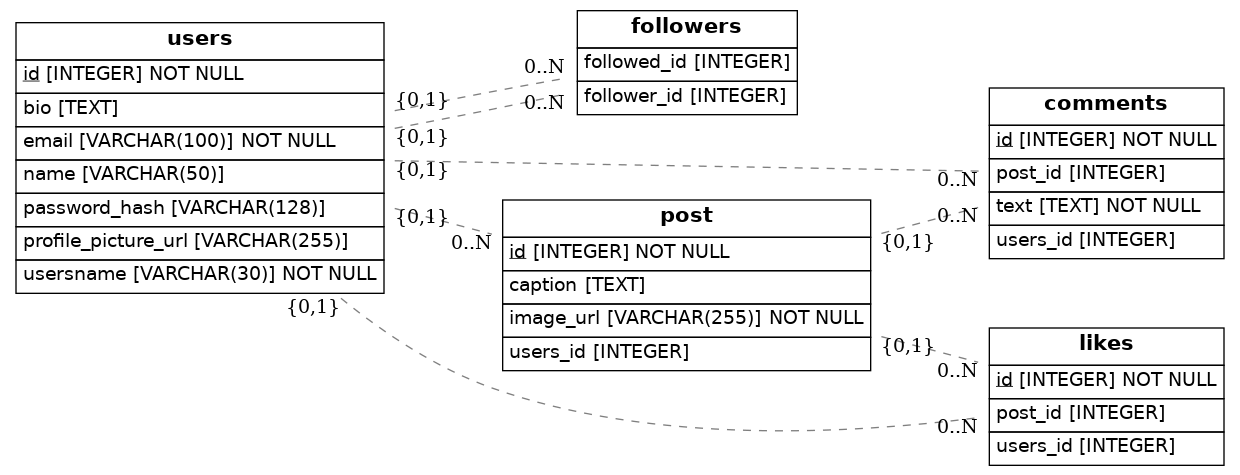 users
id [INTEGER] NOT NULL
bio [TEXT]
email [VARCHAR(100)] NOT NULL
name [VARCHAR(50)]
password_hash [VARCHAR(128)]
profile_picture_url [VARCHAR(255)]
usersname [VARCHAR(30)] NOT NULL
followers
followed_id [INTEGER]
follower_id [INTEGER]
0..N
{0,1}
0..N
{0,1}
{0,1}
0..N
comments
id [INTEGER] NOT NULL
post_id [INTEGER]
text [TEXT] NOT NULL
users_id [INTEGER]
{0,1}
0..N
post
id [INTEGER] NOT NULL
caption [TEXT]
image_url [VARCHAR(255)] NOT NULL
users_id [INTEGER]
{0,1}
0..N
{0,1}
0..N
{0,1}
0..N
likes
id [INTEGER] NOT NULL
post_id [INTEGER]
users_id [INTEGER]